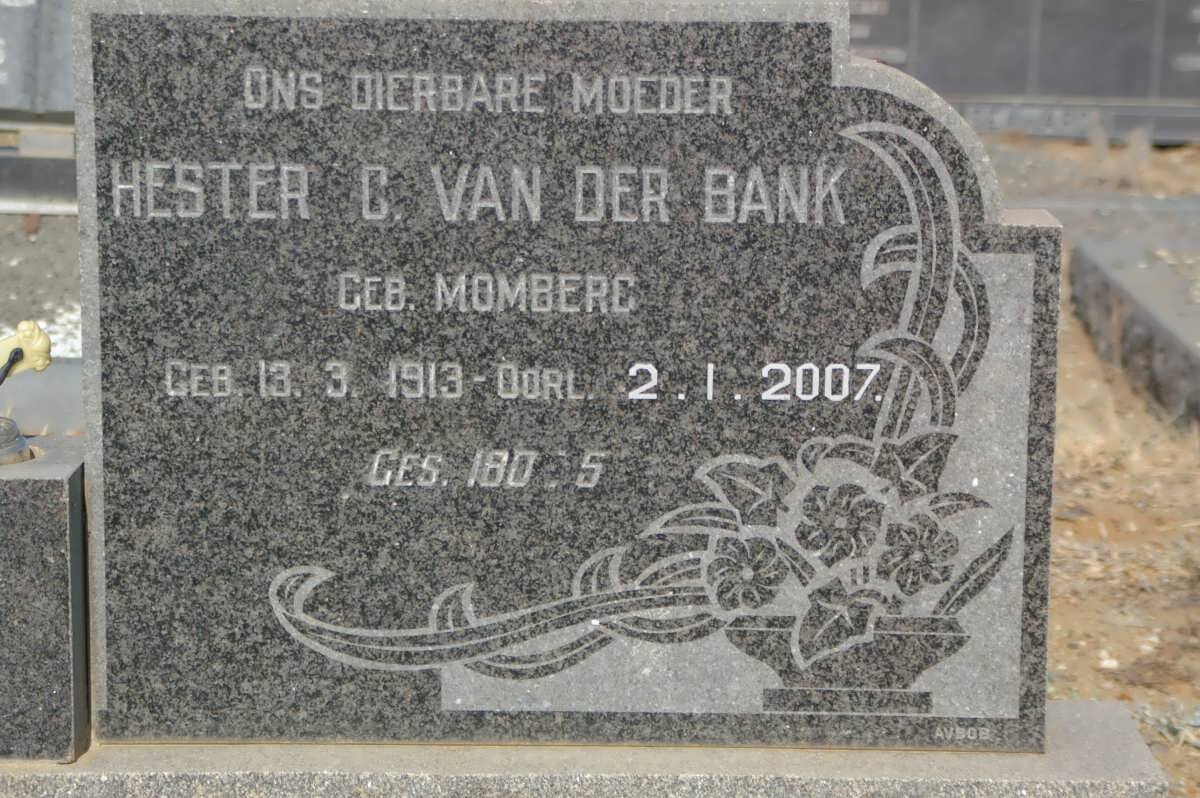 ONS DIERBARE MOEDER
HESTER C. VAN DER BANK
GEB. MOMBERG
GEB. 13. 3. 1913 - OORL. 2. 1. 2007.
GES. 180 : 5
AVBOB